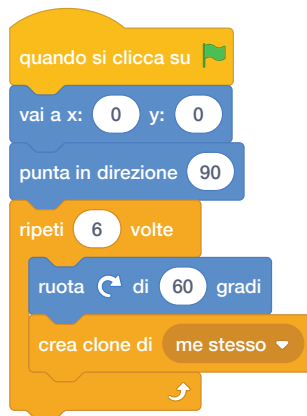 quando si clicca su
vai a x: 0 y: 0
punta in direzione 90
ripeti 6 volte
ruota di 60 gradi
crea clone di me stesso